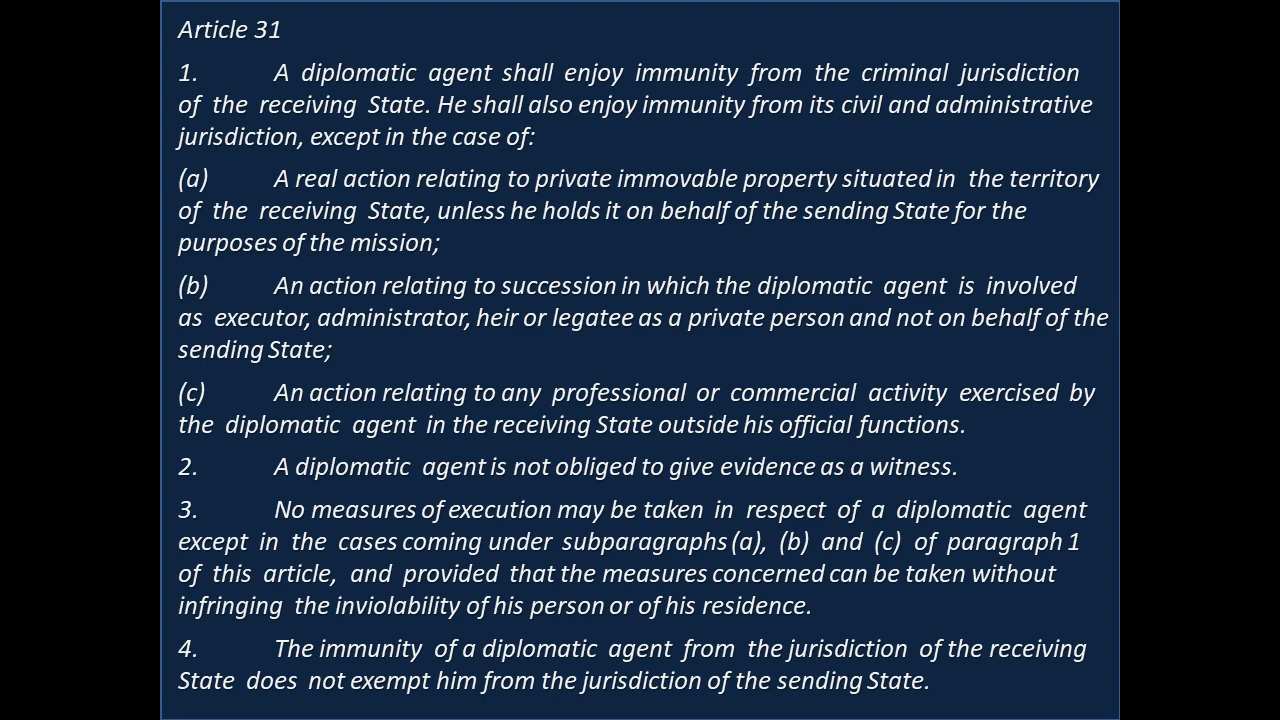 Article 31
1. A diplomatic agent shall enjoy immunity from the criminal jurisdiction
of the receiving State. He shall also enjoy immunity from its civil and administrative
jurisdiction, except in the case of:
(a) A real action relating to private immovable property situated in the territory
of the receiving State, unless he holds it on behalf of the sending State for the
purposes of the mission;
(b) An action relating to succession in which the diplomatic agent is involved
as executor, administrator, heir or legatee as a private person and not on behalf of the
sending State;
(c) An action relating to any professional or commercial activity exercised by
the diplomatic agent in the receiving State outside his official functions.
2. A diplomatic agent is not obliged to give evidence as a witness.
3. No measures of execution may be taken in respect of a diplomatic agent
except in the cases coming under subparagraphs (a), (b) and (c) of paragraph 1
of this article, and provided that the measures concerned can be taken without
infringing the inviolability of his person or of his residence.
4. The immunity of a diplomatic agent from the jurisdiction of the receiving
State does not exempt him from the jurisdiction of the sending State.